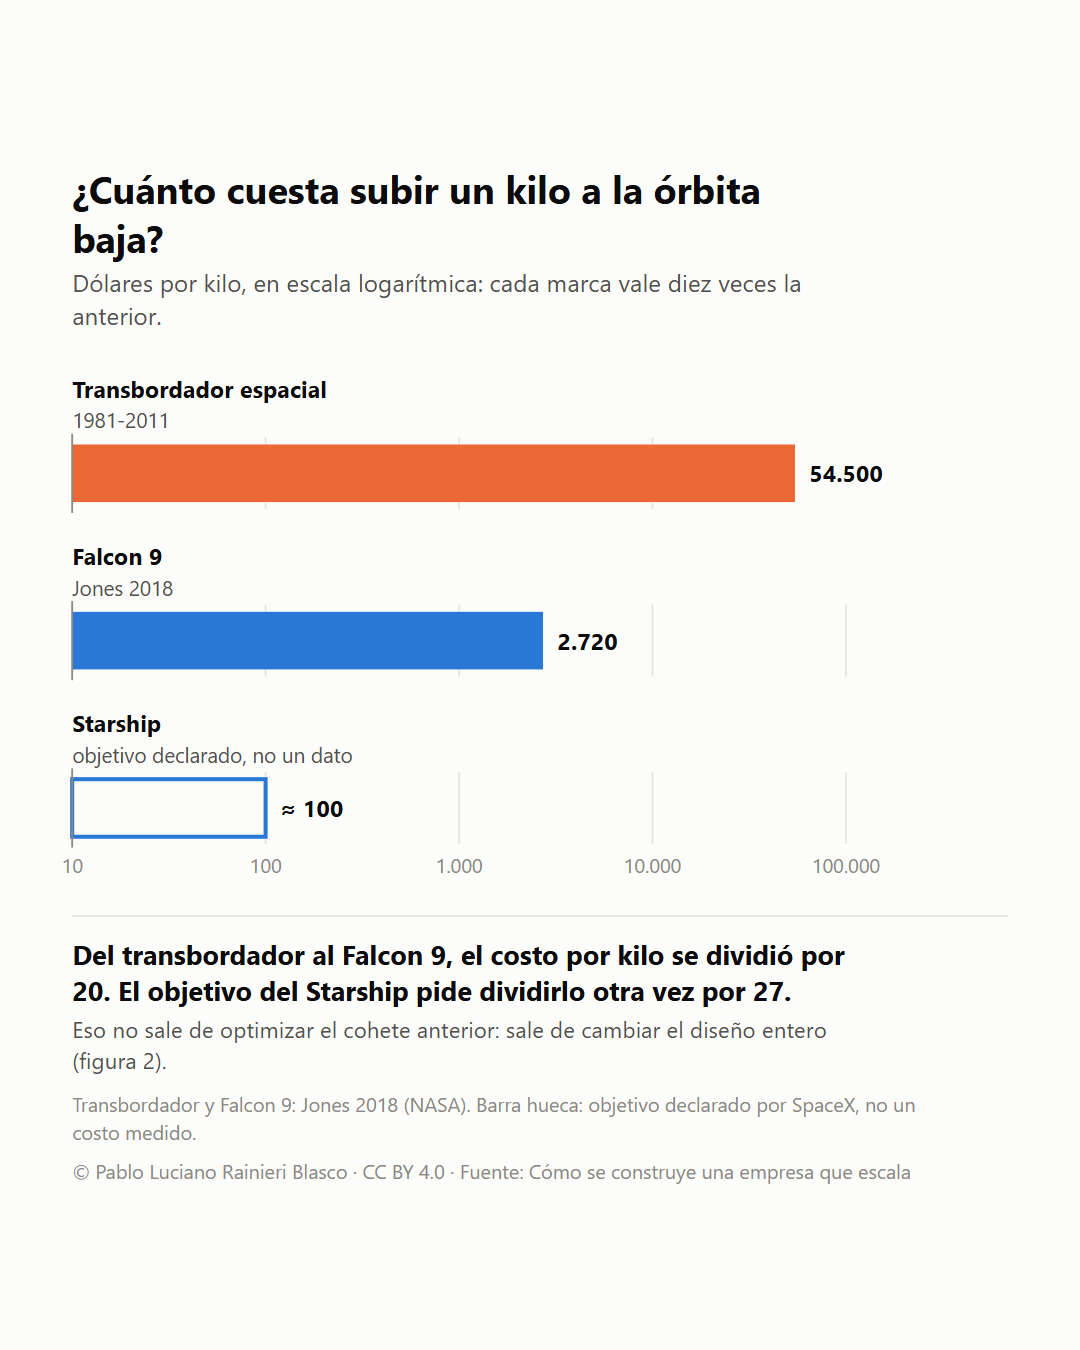 ¿Cuánto cuesta subir un kilo a la órbita
baja?
Dólares por kilo, en escala logarítmica: cada marca vale diez veces la
anterior.
Transbordador espacial
1981-2011
54.500
Falcon 9
Jones 2018
2.720
Starship
objetivo declarado, no un dato
≈ 100
10 100 1.000 10.000 100.000
Del transbordador al Falcon 9, el costo por kilo se dividió por
20. El objetivo del Starship pide dividirlo otra vez por 27.
Eso no sale de optimizar el cohete anterior: sale de cambiar el diseño entero
(figura 2).
Transbordador y Falcon 9: Jones 2018 (NASA). Barra hueca: objetivo declarado por SpaceX, no un
costo medido.
© Pablo Luciano Rainieri Blasco · CC BY 4.0 · Fuente: Cómo se construye una empresa que escala